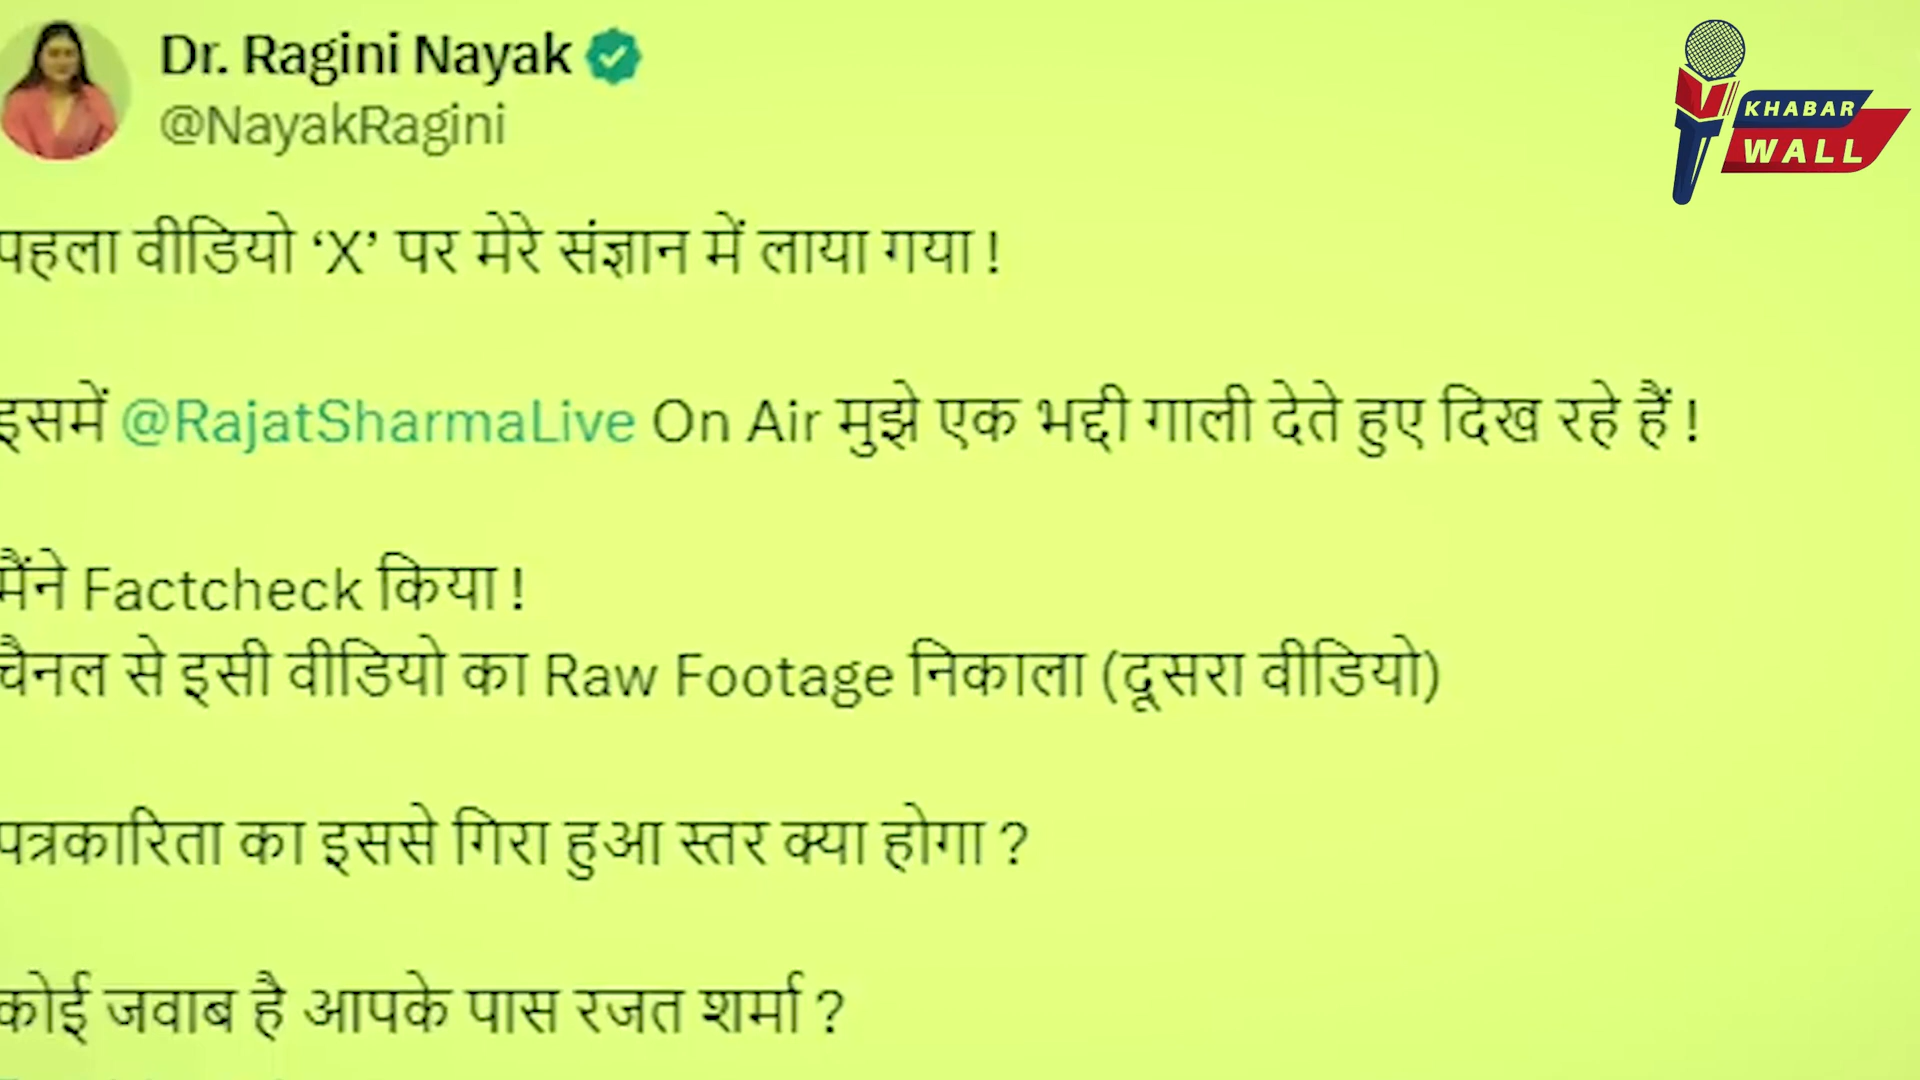 Dr. Ragini Nayak
@NayakRagini
KHABAR
WALL
पहला वीडियो ‘X’ पर मेरे संज्ञान में लाया गया !
इसमें @RajatSharmaLive On Air मुझे एक भद्दी गाली देते हुए दिख रहे हैं !
मैंने Factcheck किया !
चैनल से इसी वीडियो का Raw Footage निकाला (दूसरा वीडियो)
पत्रकारिता का इससे गिरा हुआ स्तर क्या होगा ?
कोई जवाब है आपके पास रजत शर्मा ?